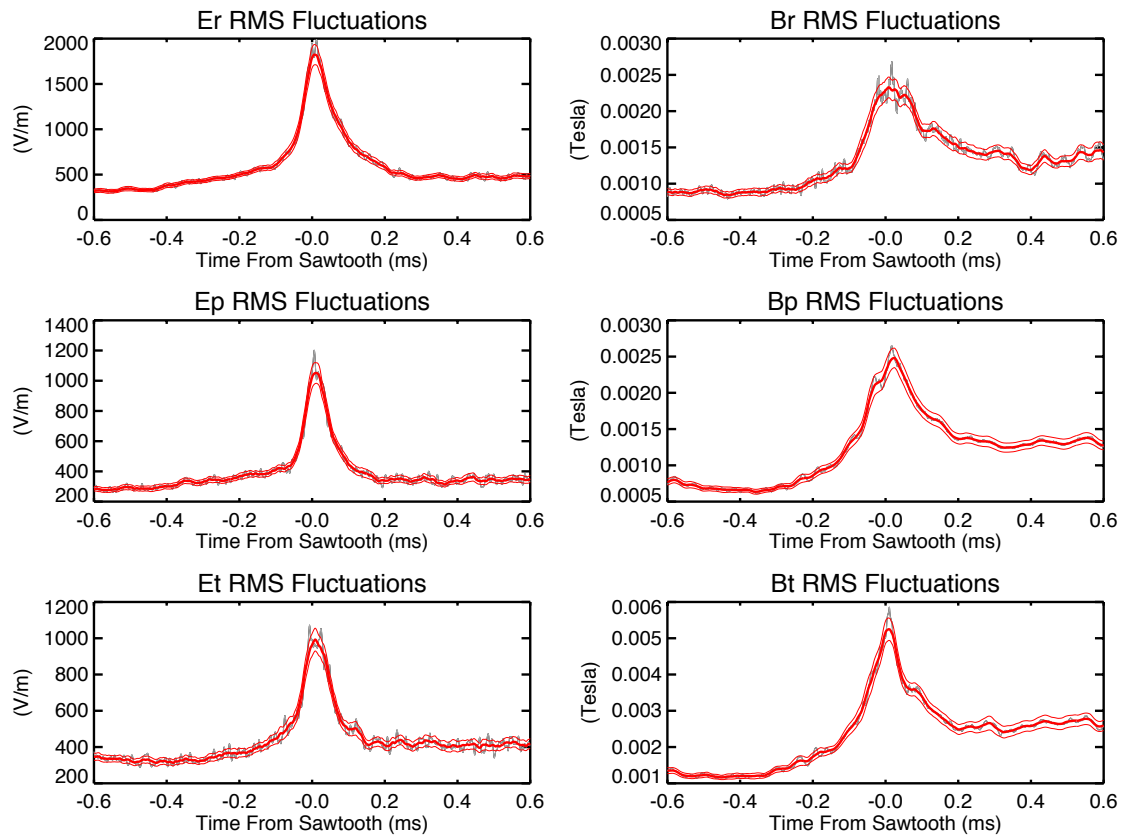 Er RMS Fluctuations
2000
1500
1000
500
0
(V/m)
-0.6 -0.4 -0.2 -0.0 0.2 0.4 0.6
Time From Sawtooth (ms)
Br RMS Fluctuations
0.0030
0.0025
0.0020
0.0015
0.0010
0.0005
(Tesla)
-0.6 -0.4 -0.2 -0.0 0.2 0.4 0.6
Time From Sawtooth (ms)
Ep RMS Fluctuations
1400
1200
1000
800
600
400
200
(V/m)
-0.6 -0.4 -0.2 -0.0 0.2 0.4 0.6
Time From Sawtooth (ms)
Bp RMS Fluctuations
0.0030
0.0025
0.0020
0.0015
0.0010
0.0005
(Tesla)
-0.6 -0.4 -0.2 -0.0 0.2 0.4 0.6
Time From Sawtooth (ms)
Et RMS Fluctuations
1200
1000
800
600
400
200
(V/m)
-0.6 -0.4 -0.2 -0.0 0.2 0.4 0.6
Time From Sawtooth (ms)
Bt RMS Fluctuations
0.006
0.005
0.004
0.003
0.002
0.001
(Tesla)
-0.6 -0.4 -0.2 -0.0 0.2 0.4 0.6
Time From Sawtooth (ms)